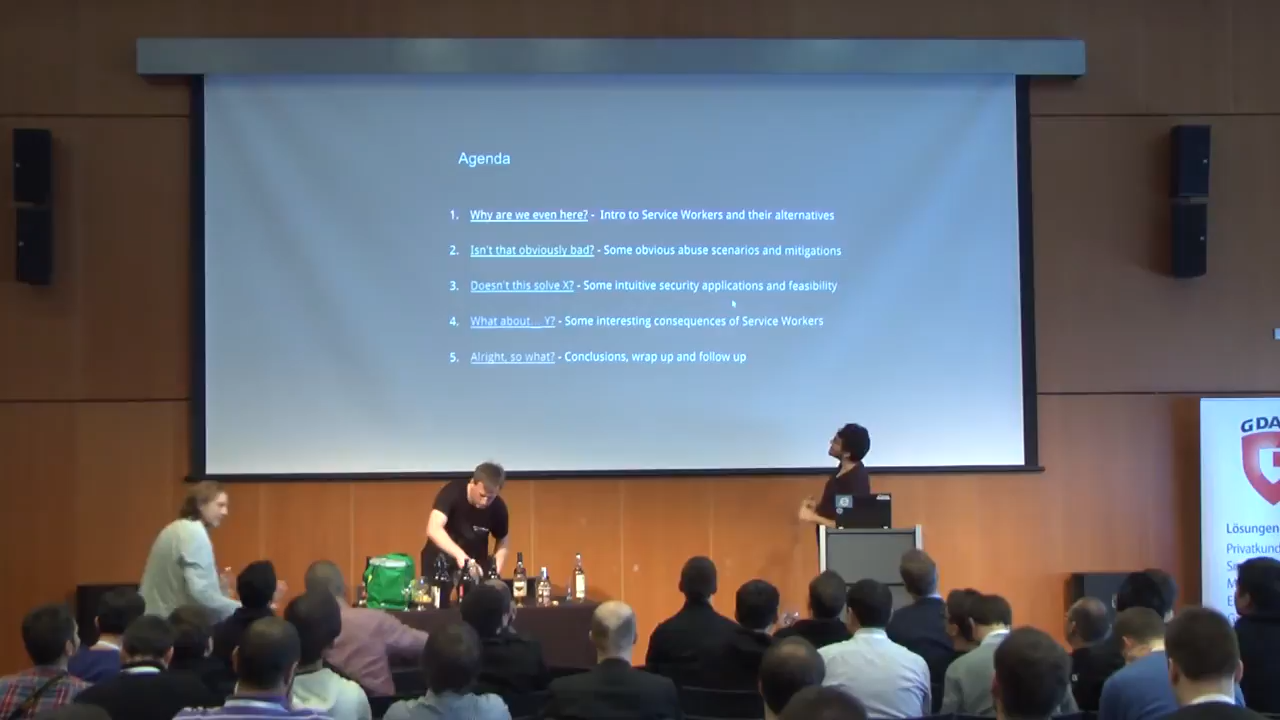 Agenda
1. Why are we even here? - Intro to Service Workers and their alternatives
2. Isn't that obviously bad? - Some obvious abuse scenarios and mitigations
3. Doesn't this solve X? - Some intuitive security applications and feasibility
4. What about... Y? - Some interesting consequences of Service Workers
5. Alright, so what? - Conclusions, wrap up and follow up
G DA
Lösungen
Privatkund